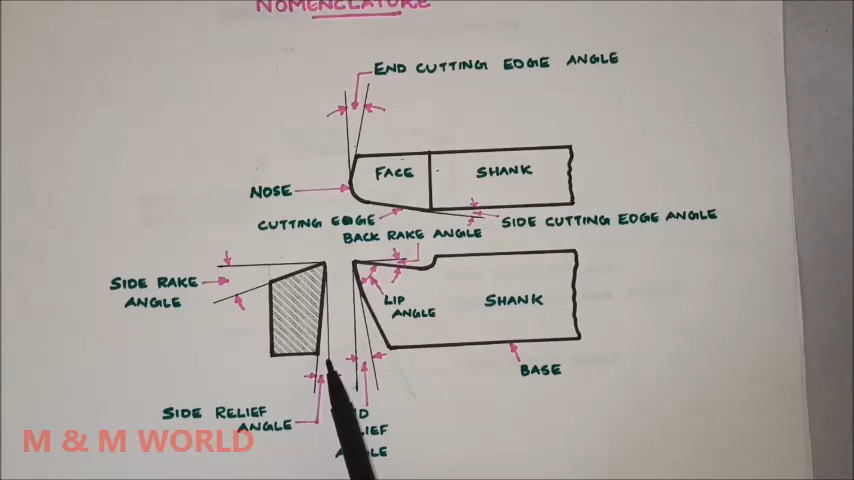 NOMENCLATURE
END CUTTING EDGE ANGLE
FACE
SHANK
NOSE
CUTTING EDGE
SIDE CUTTING EDGE ANGLE
BACK RAKE ANGLE
SIDE RAKE
ANGLE
LIP
ANGLE
SHANK
BASE
SIDE RELIEF
ANGLE
M & M WORLD